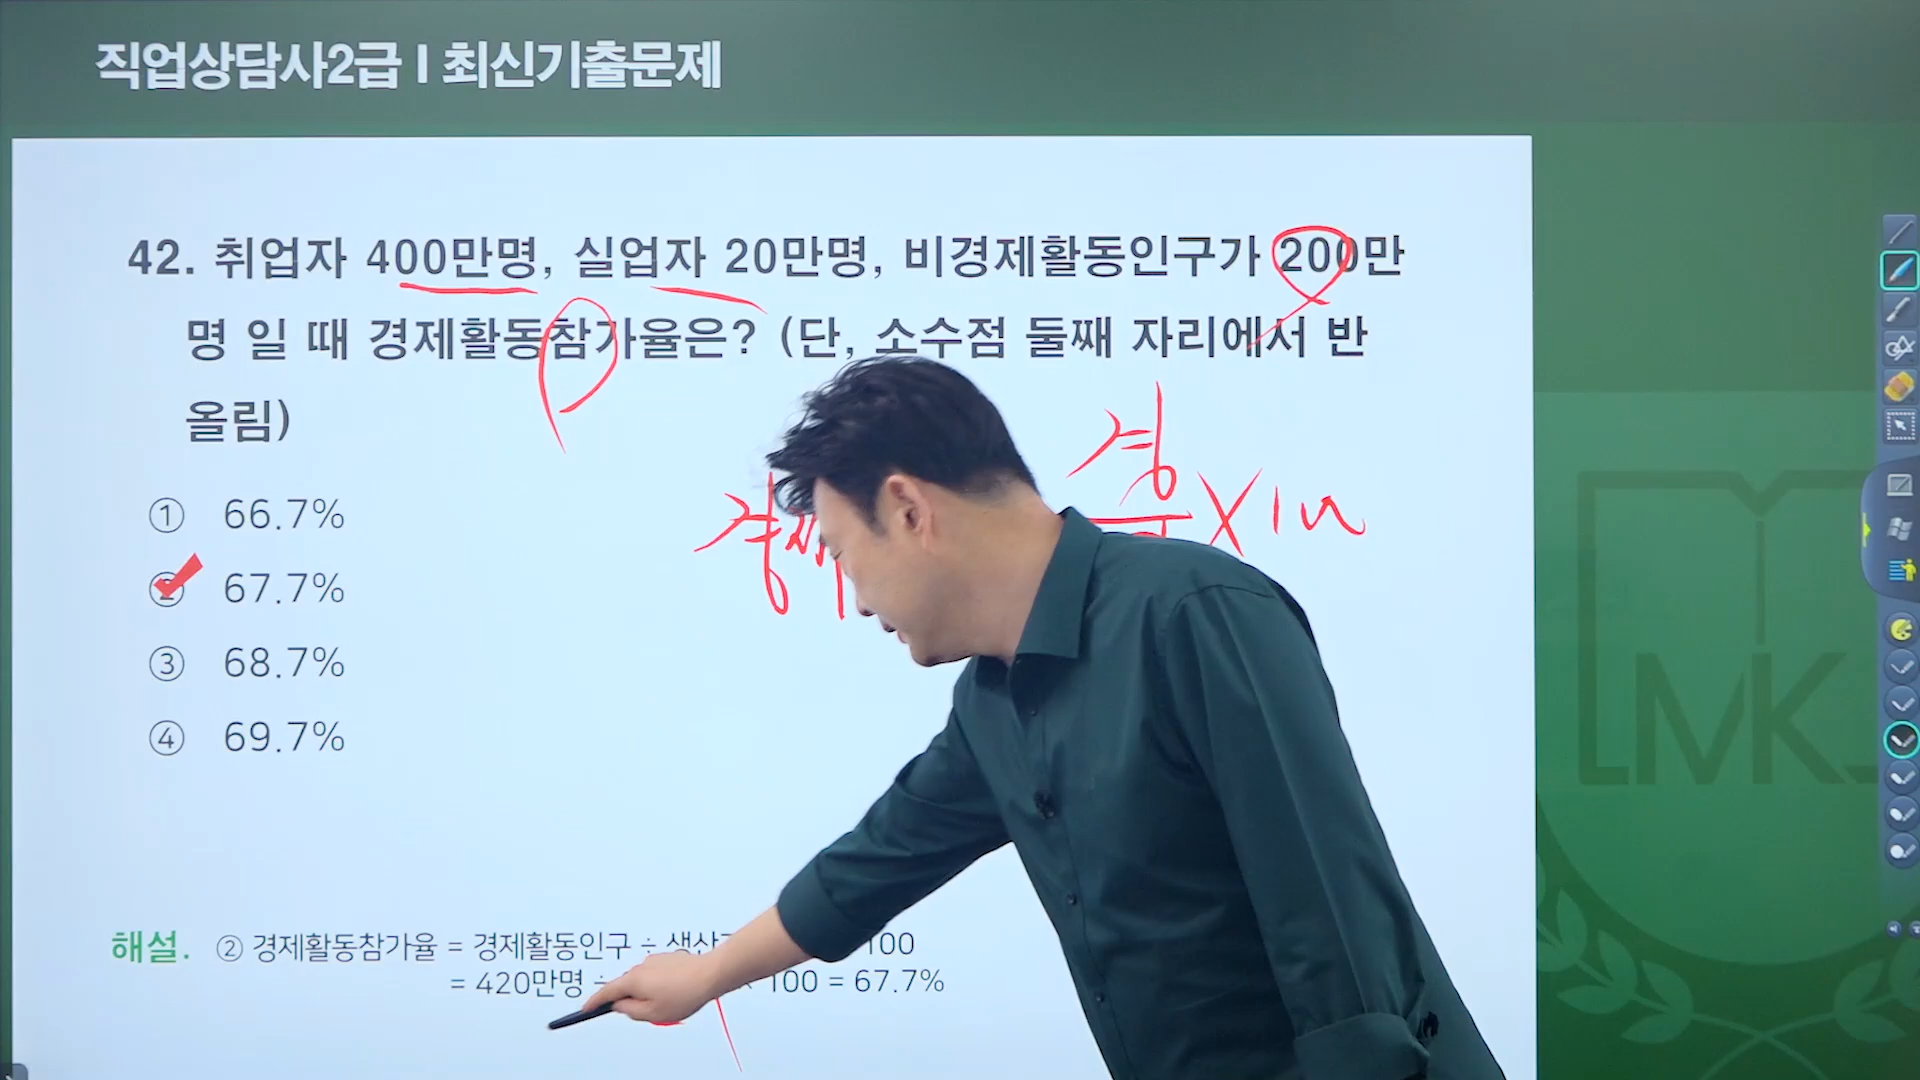 직업상담사2급 I 최신기출문제
42. 취업자 400만명, 실업자 20만명, 비경제활동인구가 200만
명 일 때 경제활동참가율은? (단, 소수점 둘째 자리에서 반
올림)
① 66.7%
② 67.7%
③ 68.7%
④ 69.7%
경
X 100
해설. ② 경제활동참가율 = 경제활동인구 ÷ 100
= 420만명 ÷ 100 = 67.7%
MK